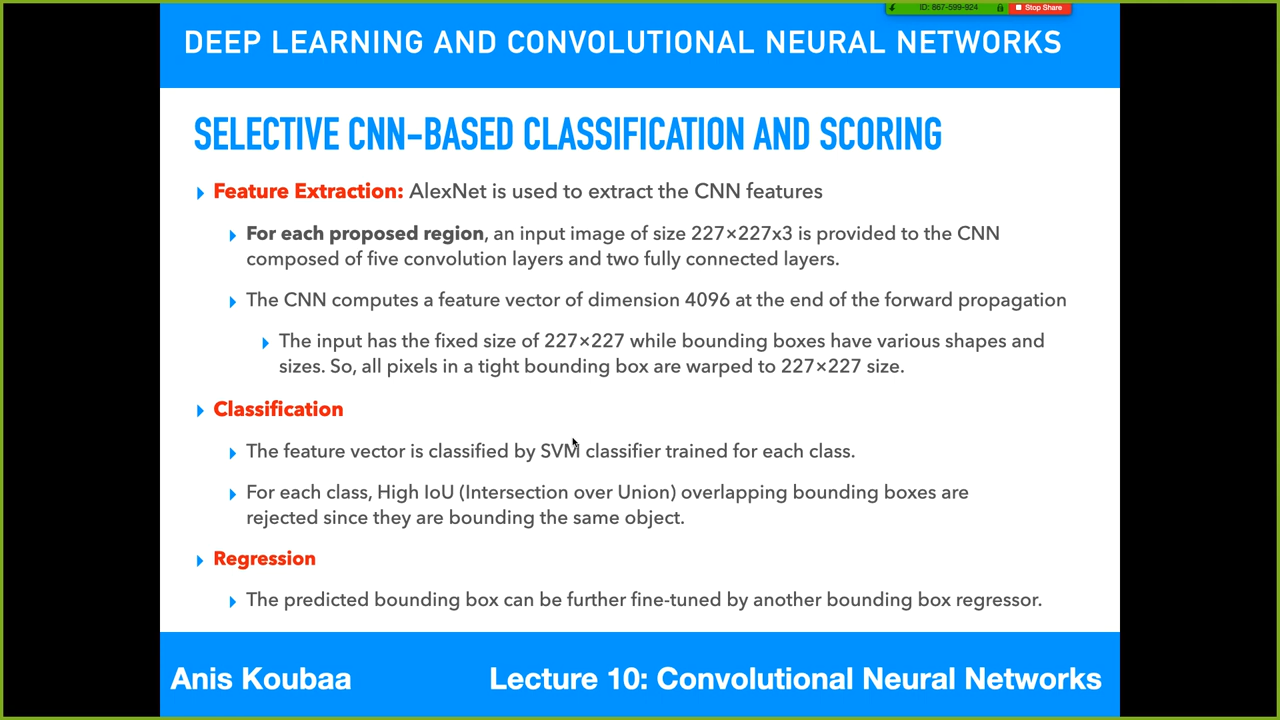 ID: 867-599-924
Stop Share
DEEP LEARNING AND CONVOLUTIONAL NEURAL NETWORKS
SELECTIVE CNN-BASED CLASSIFICATION AND SCORING
Feature Extraction: AlexNet is used to extract the CNN features
For each proposed region, an input image of size 227×227x3 is provided to the CNN
composed of five convolution layers and two fully connected layers.
The CNN computes a feature vector of dimension 4096 at the end of the forward propagation
The input has the fixed size of 227×227 while bounding boxes have various shapes and
sizes. So, all pixels in a tight bounding box are warped to 227×227 size.
Classification
The feature vector is classified by SVM classifier trained for each class.
For each class, High IoU (Intersection over Union) overlapping bounding boxes are
rejected since they are bounding the same object.
Regression
The predicted bounding box can be further fine-tuned by another bounding box regressor.
Anis Koubaa
Lecture 10: Convolutional Neural Networks